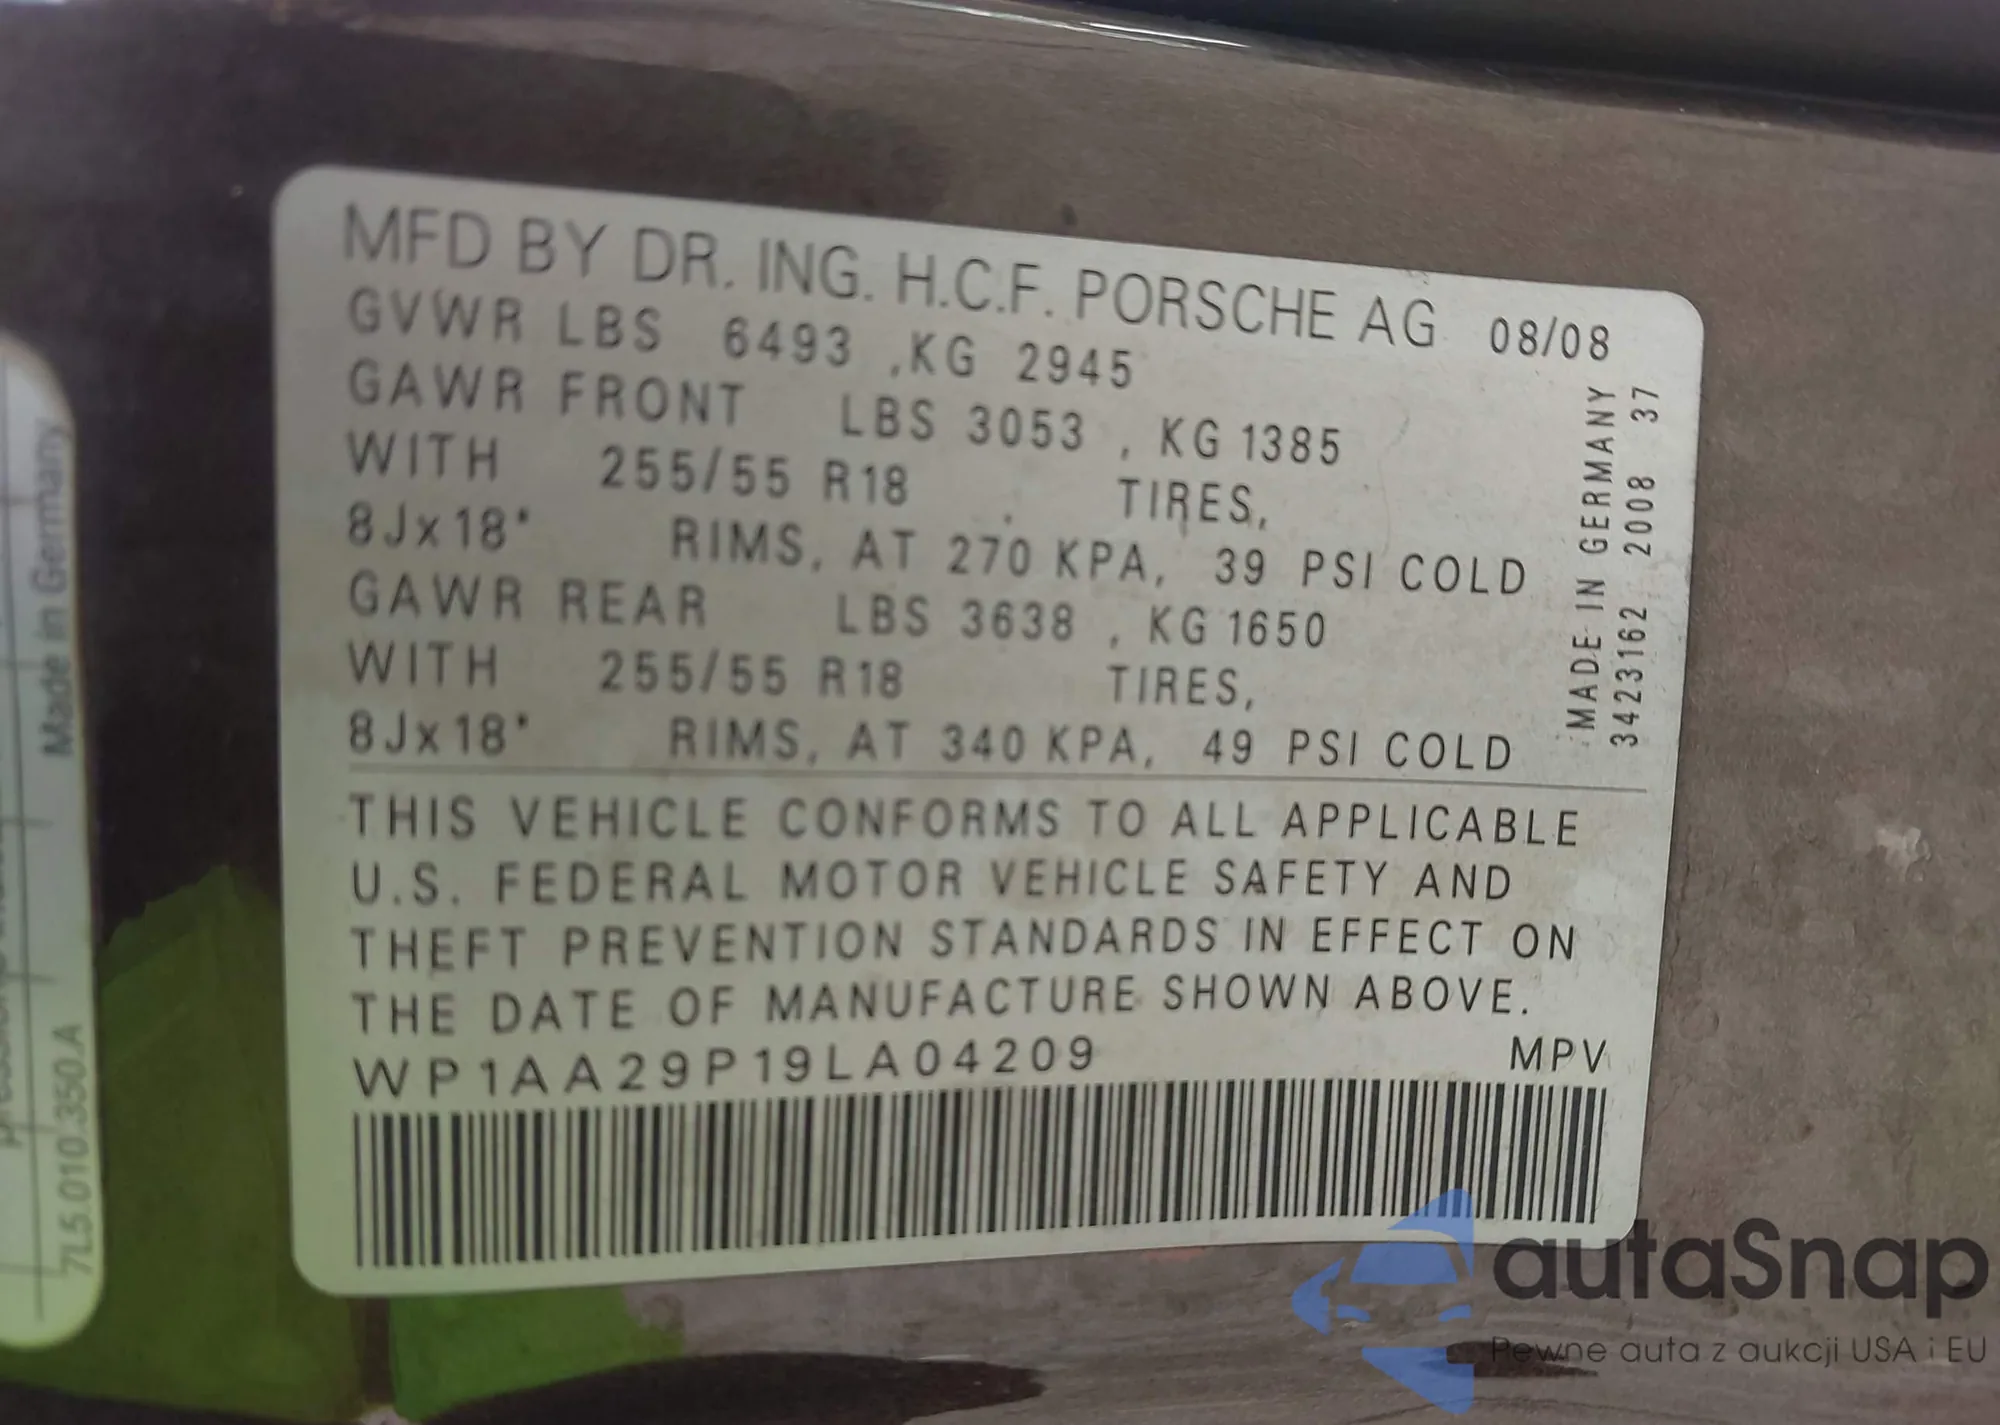 MFD BY DR. ING. H.C.F. PORSCHE AG 08/08
GVWR LBS 6493 ,KG 2945
GAWR FRONT LBS 3053 , KG 1385
WITH 255/55 R18 TIRES,
8Jx18" RIMS, AT 270 KPA, 39 PSI COLD
GAWR REAR LBS 3638 , KG 1650
WITH 255/55 R18 TIRES,
8Jx18" RIMS, AT 340 KPA, 49 PSI COLD
MADE IN GERMANY
3423162 2008 37
THIS VEHICLE CONFORMS TO ALL APPLICABLE
U.S. FEDERAL MOTOR VEHICLE SAFETY AND
THEFT PREVENTION STANDARDS IN EFFECT ON
THE DATE OF MANUFACTURE SHOWN ABOVE.
WP1AA29P19LA04209 MPV
Made in Germany
7L5.010.350.A
autaSnap
Pewne auta z aukcji USA i EU